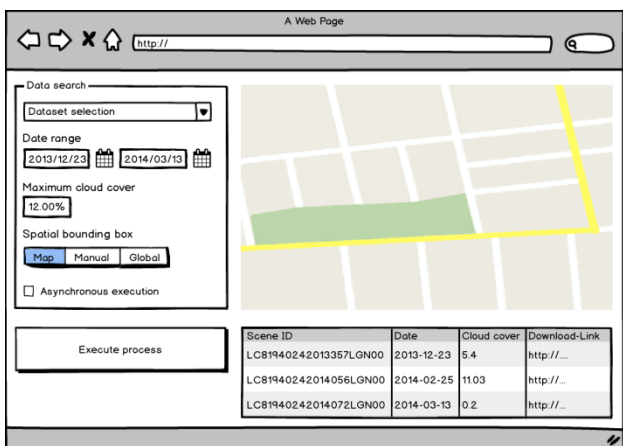 A Web Page
http://
Data search
Dataset selection
Date range
2013/12/23 2014/03/13
Maximum cloud cover
12.00%
Spatial bounding box
Map Manual Global
Asynchronous execution
Execute process
Scene ID Date Cloud cover Download-Link
LC81940242013357LGN00 2013-12-23 5.4 http://....
LC81940242014056LGN00 2014-02-25 11.03 http://...
LC81940242014072LGN00 2014-03-13 0.2 http://...